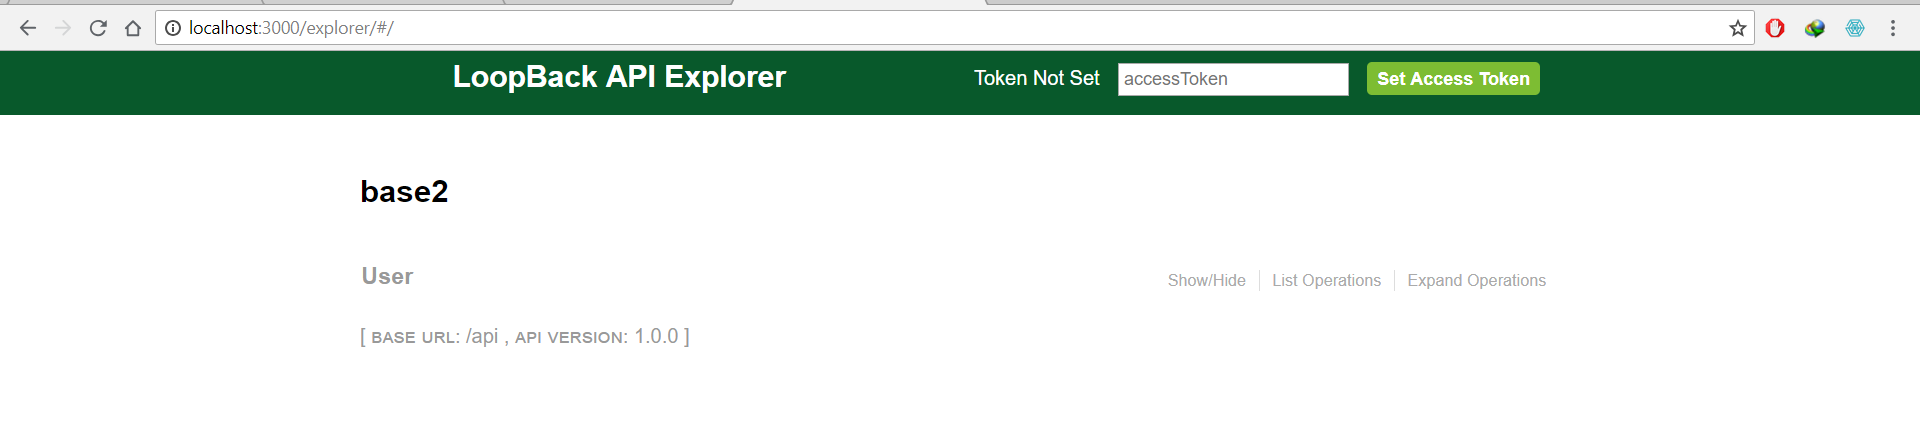 localhost:3000/explorer/#/
LoopBack API Explorer Token Not Set accessToken Set Access Token
base2
User Show/Hide List Operations Expand Operations
[ BASE URL: /api , API VERSION: 1.0.0 ]